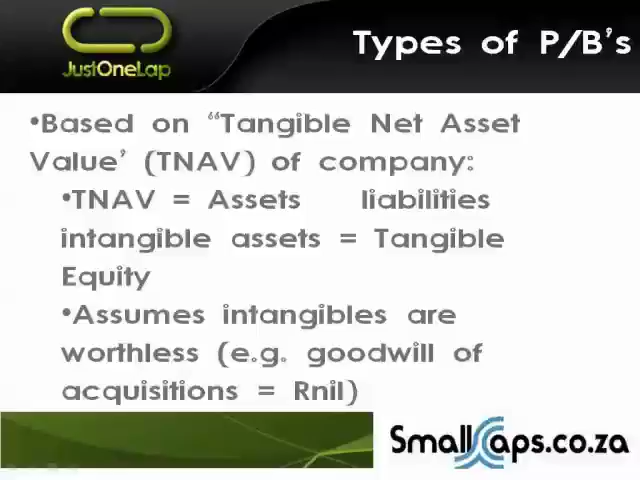 JustOneLap
Types of P/B's
•Based on “Tangible Net Asset
Value’ (TNAV) of company:
•TNAV = Assets liabilities
intangible assets = Tangible
Equity
•Assumes intangibles are
worthless (e.g. goodwill of
acquisitions = Rnil)
SmallCaps.co.za